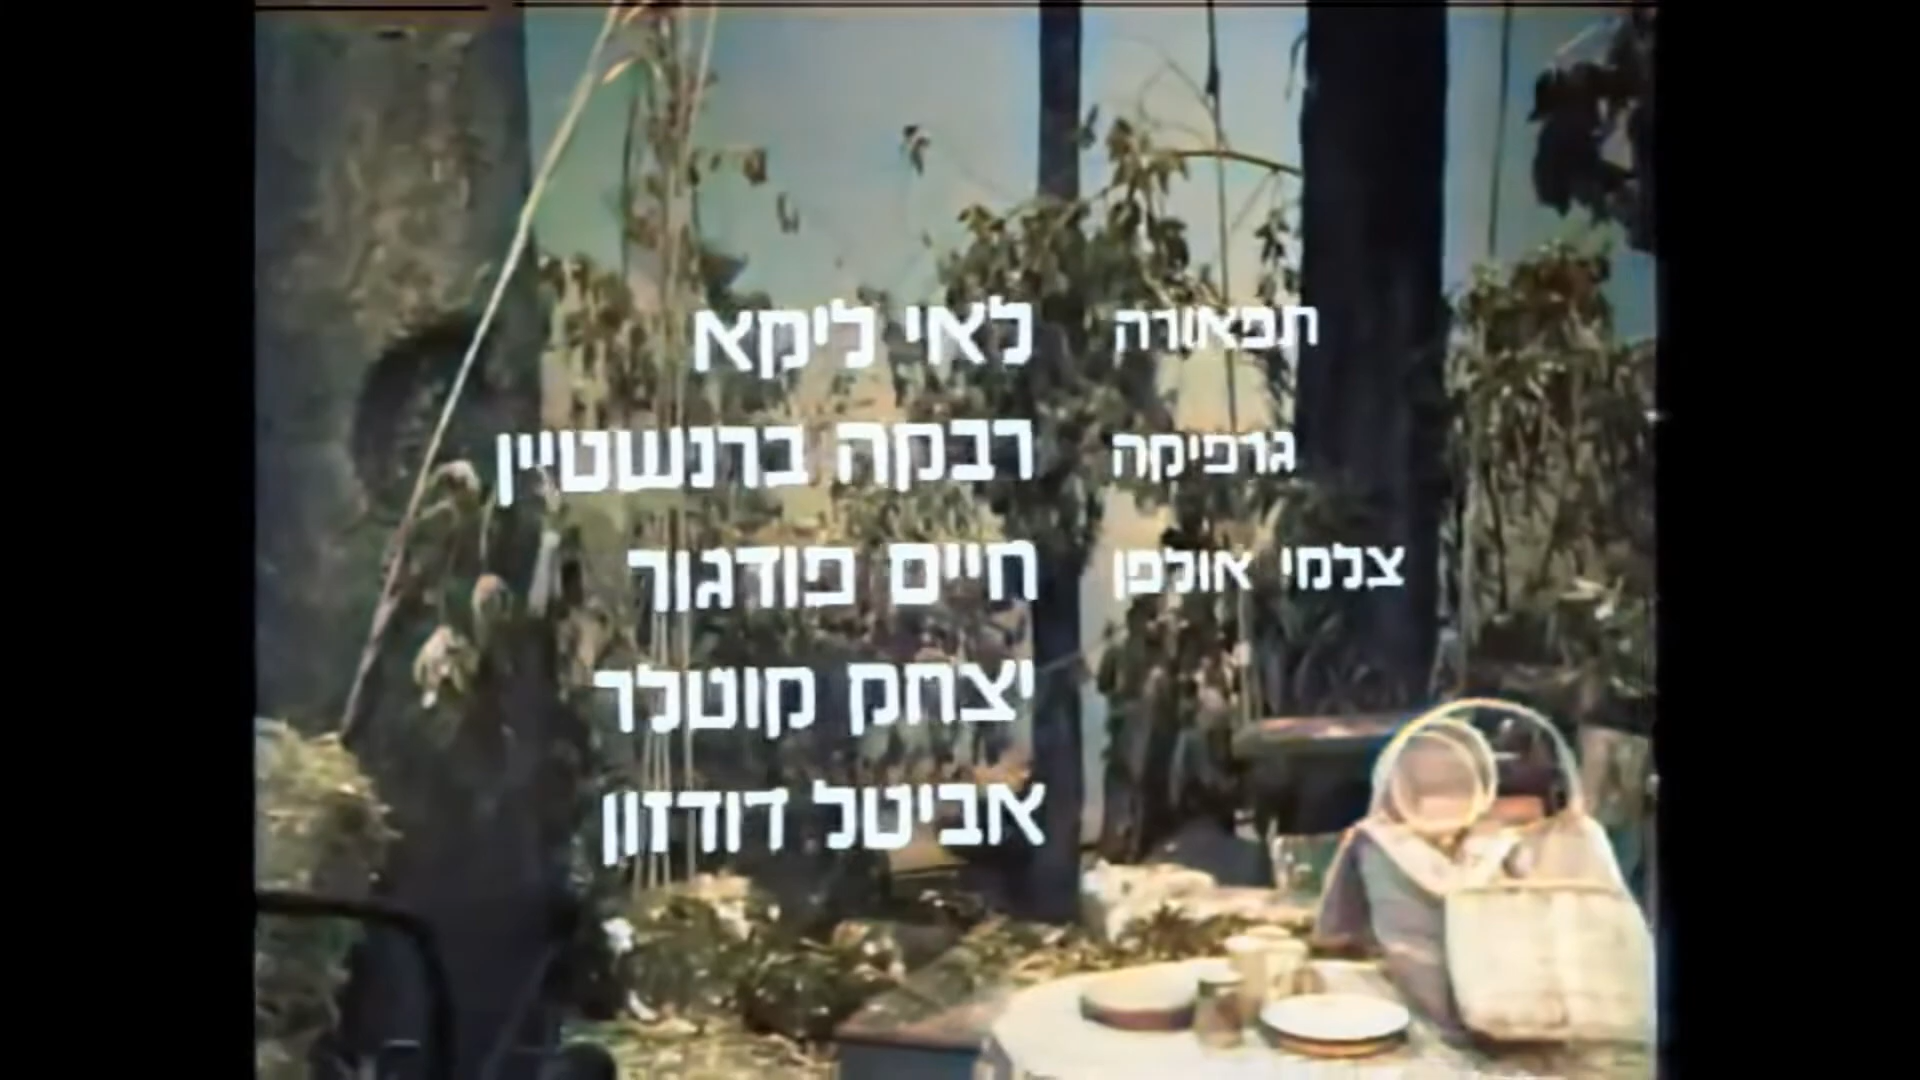 תפאורה לאי לימא
גרפיקה רבקה ברנשטיין
צלמי אולפן חיים פודגור
יצחק קוטלר
אביטל דודזון